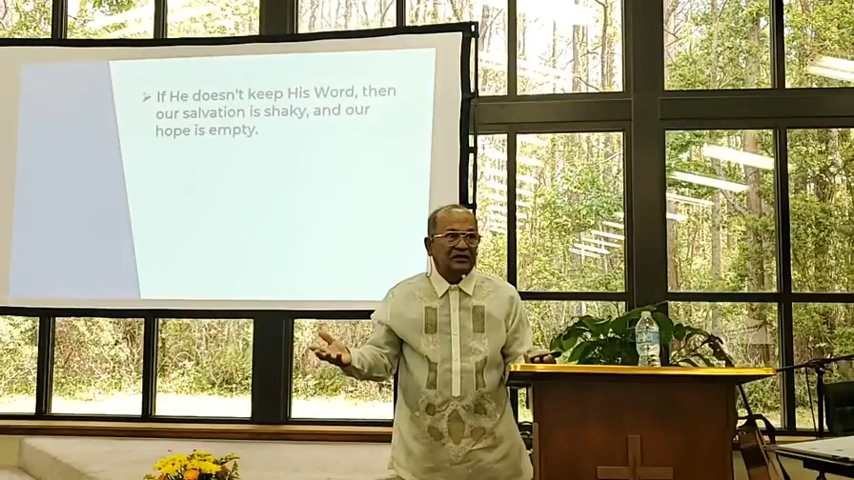 ➢ If He doesn't keep His Word, then
our salvation is shaky, and our
hope is empty.